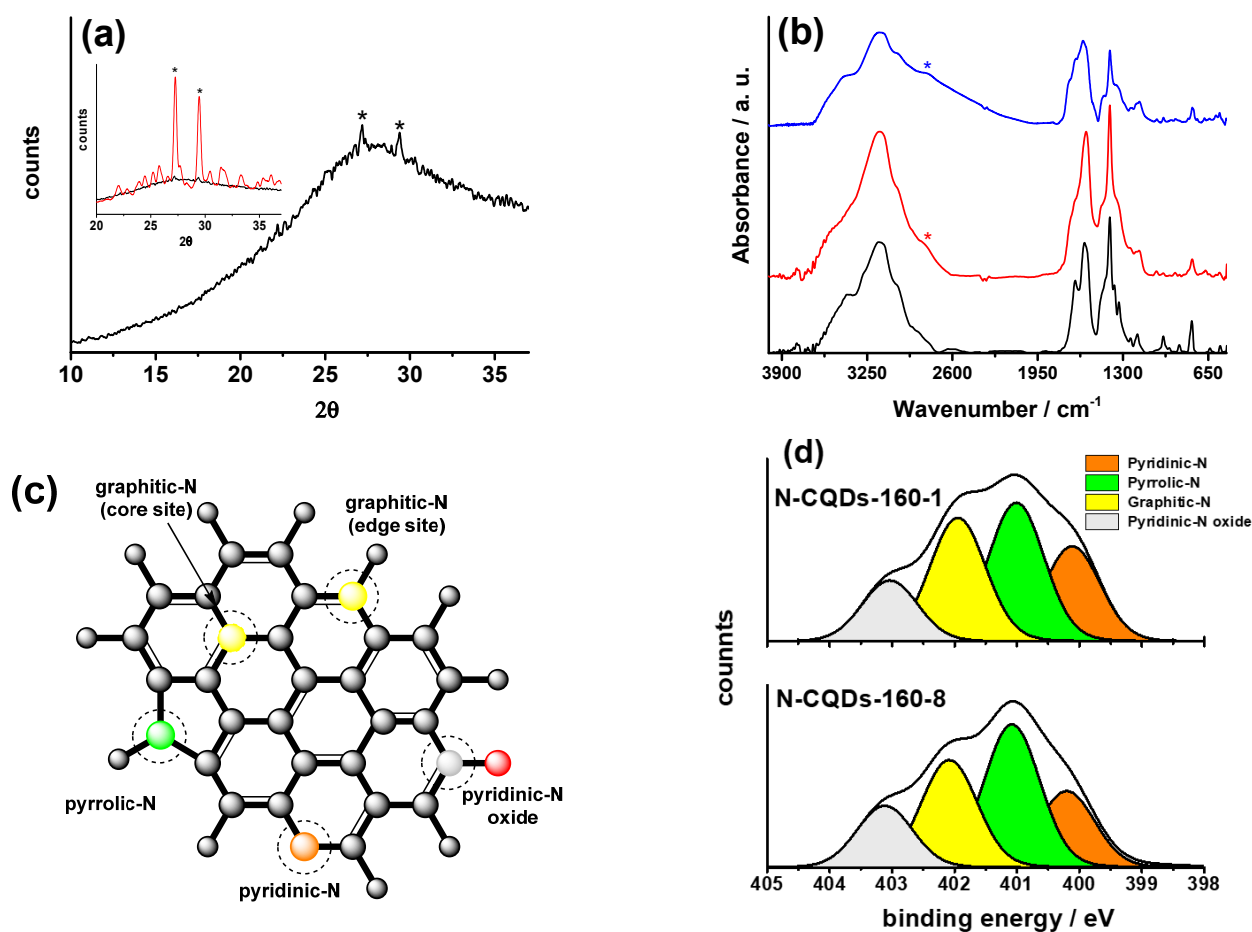 (a)
counts
*
*
*
*
counts
20
25
30
35
2θ
10
15
20
25
30
35
2θ
(b)
Absorbance / a. u.
*
*
3900
3250
2600
1950
1300
650
Wavenumber / cm-1
(c)
graphitic-N
(core site)
graphitic-N
(edge site)
pyrrolic-N
pyridinic-N
oxide
pyridinic-N
(d)
N-CQDs-160-1
Pyridinic-N
Pyrrolic-N
Graphitic-N
Pyridinic-N oxide
counnts
N-CQDs-160-8
405
404
403
402
401
400
399
398
binding energy / eV